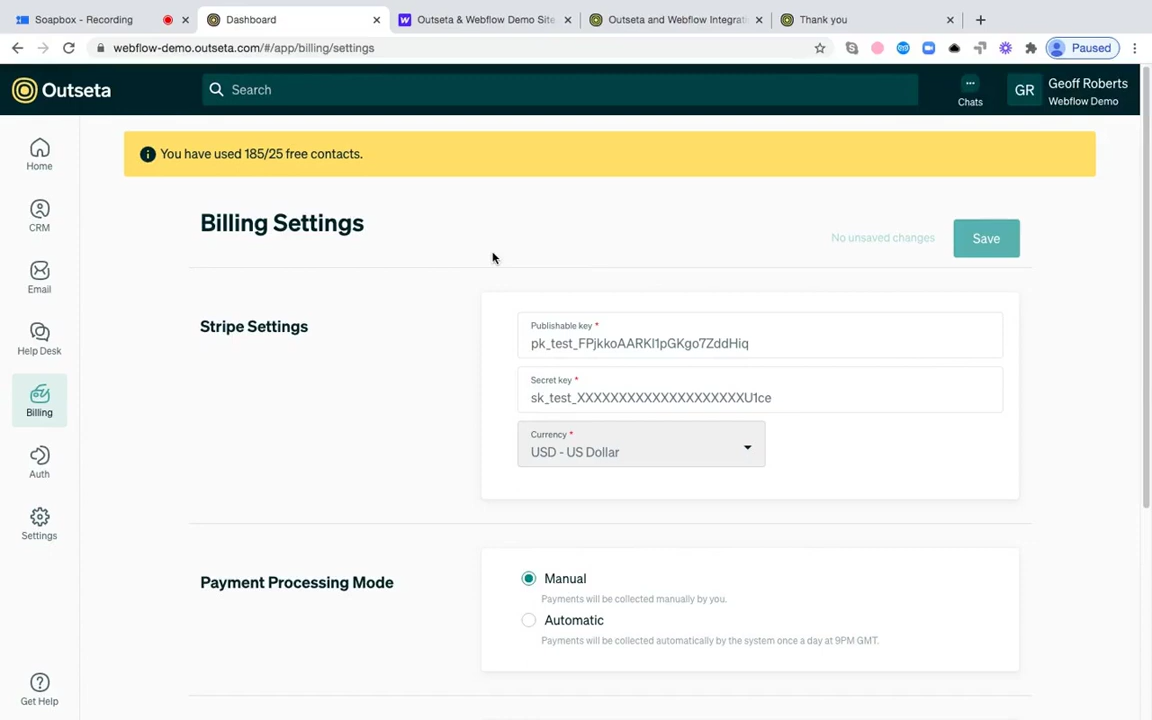 Soapbox - Recording
Dashboard
Outseta & Webflow Demo Site
Outseta and Webflow Integrati
Thank you
webflow-demo.outseta.com/#/app/billing/settings
Paused
Outseta
Search
Chats
GR
Geoff Roberts
Webflow Demo
Home
CRM
Email
Help Desk
Billing
Auth
Settings
Get Help
You have used 185/25 free contacts.
Billing Settings
No unsaved changes
Save
Stripe Settings
Publishable key *
pk_test_FPjkkoAARKl1pGKgo7ZddHiq
Secret key *
sk_test_XXXXXXXXXXXXXXXXXXXXU1ce
Currency *
USD - US Dollar
Payment Processing Mode
Manual
Payments will be collected manually by you.
Automatic
Payments will be collected automatically by the system once a day at 9PM GMT.